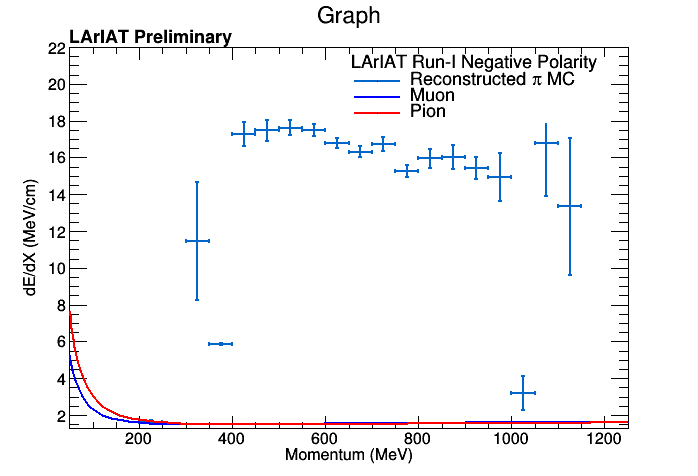 Graph
LArIAT Preliminary
LArIAT Run-I Negative Polarity
Reconstructed π MC
Muon
Pion
dE/dX (MeV/cm)
22
20
18
16
14
12
10
8
6
4
2
200 400 600 800 1000 1200
Momentum (MeV)